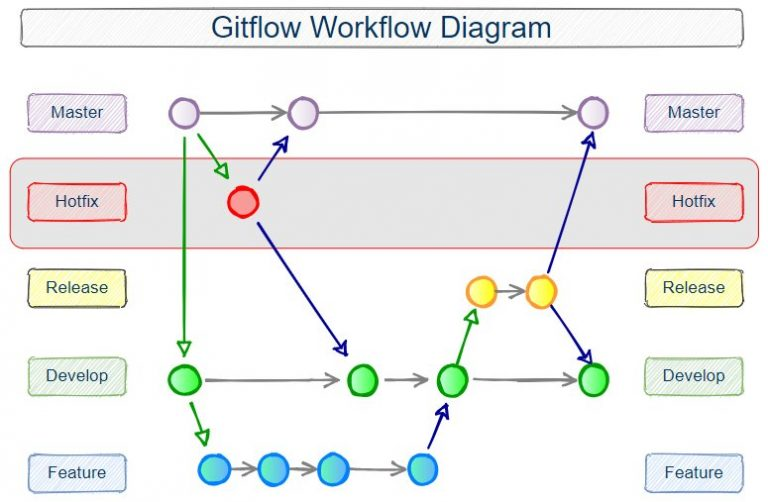 Gitflow Workflow Diagram
Master
Master
Hotfix
Hotfix
Release
Release
Develop
Develop
Feature
Feature